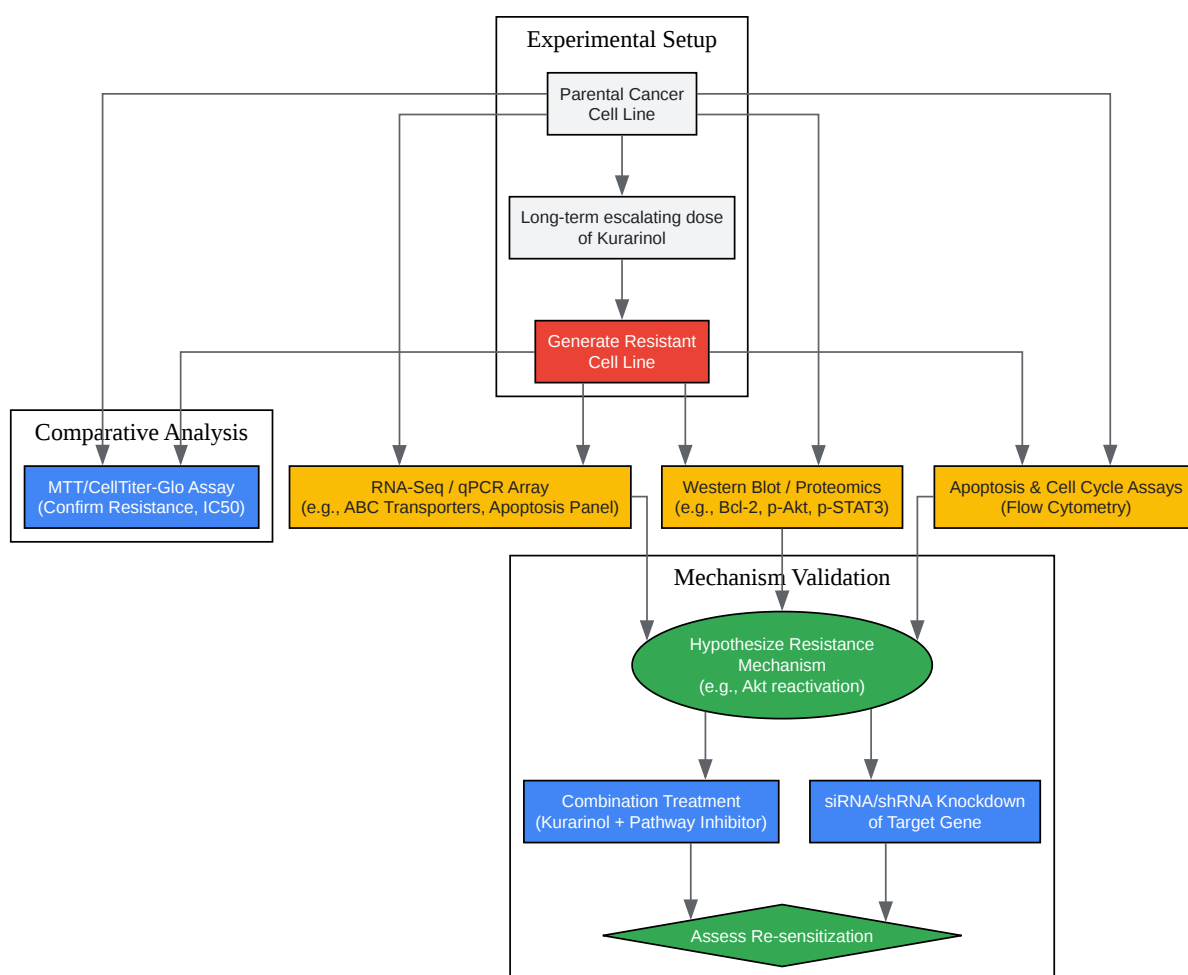 Experimental Setup
Parental Cancer
Cell Line
Long-term escalating dose
of Kurarinol
Generate Resistant
Cell Line
Comparative Analysis
MTT/CellTiter-Glo Assay
(Confirm Resistance, IC50)
RNA-Seq / qPCR Array
(e.g., ABC Transporters, Apoptosis Panel)
Western Blot / Proteomics
(e.g., Bcl-2, p-Akt, p-STAT3)
Apoptosis & Cell Cycle Assays
(Flow Cytometry)
Mechanism Validation
Hypothesize Resistance
Mechanism
(e.g., Akt reactivation)
Combination Treatment
(Kurarinol + Pathway Inhibitor)
siRNA/shRNA Knockdown
of Target Gene
Assess Re-sensitization